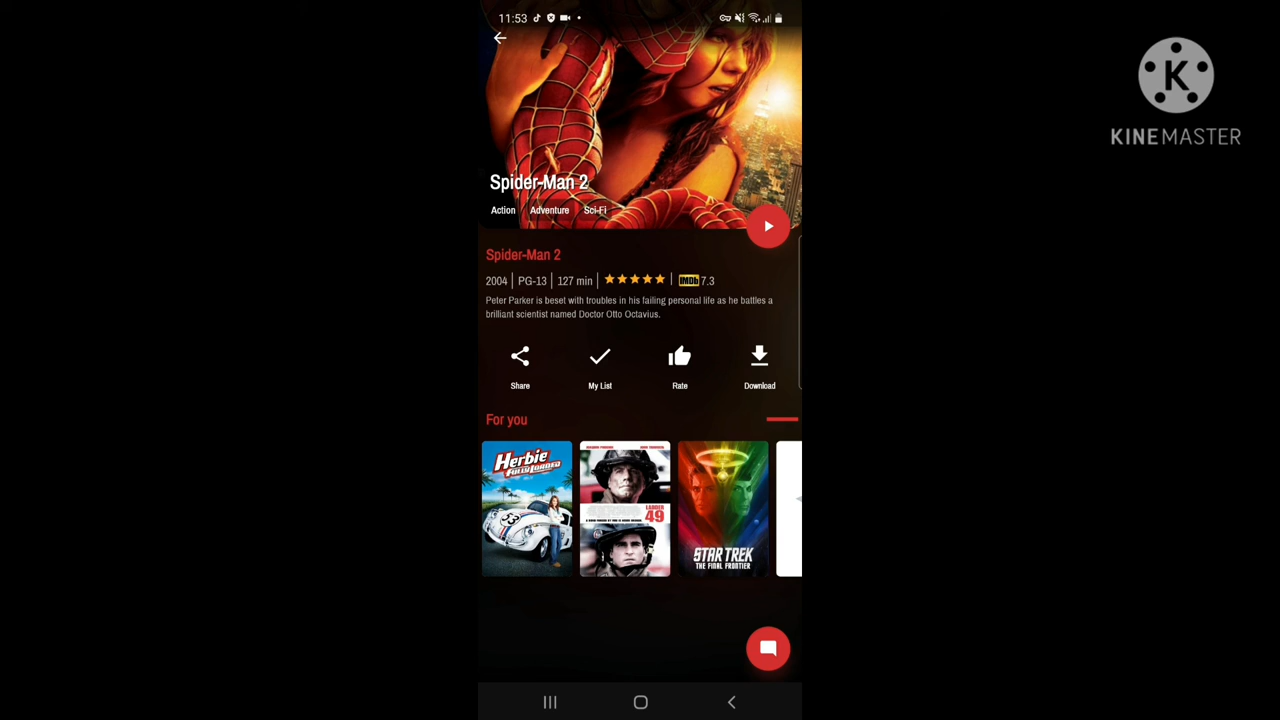 11:53
KINEMASTER
Spider-Man 2
Action Adventure Sci-Fi
Spider-Man 2
2004 PG-13 127 min IMDb 7.3
Peter Parker is beset with troubles in his failing personal life as he battles a
brilliant scientist named Doctor Otto Octavius.
Share My List Rate Download
For you
Herbie
FULLY LOADED
53
LADDER
49
STAR TREK
THE FINAL FRONTIER